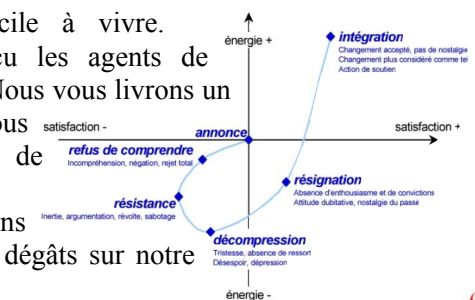 cile à vivre.
çu les agents de
Nous vous livrons un
ous
de
ns
dégâts sur notre
énergie +
intégration
Changement accepté, pas de nostalgie
Changement plus considéré comme tel
Action de soutien
satisfaction -
annonce
satisfaction +
refus de comprendre
Incompréhension, négation, rejet total
résignation
Absence d'enthousiasme et de convictions
Attitude dubitative, nostalgie du passé
résistance
Inertie, argumentation, révolte, sabotage
décompression
Tristesse, absence de ressort
Désespoir, dépression
énergie -